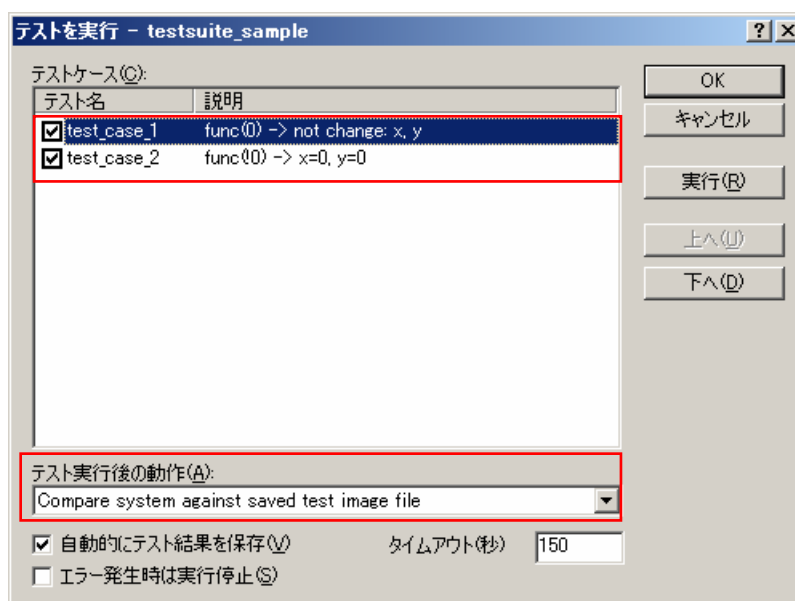 テストを実行 - testsuite_sample
テストケース(C):
テスト名 説明
test_case_1 func(0) -> not change: x, y
test_case_2 func(!0) -> x=0, y=0
テスト実行後の動作(A):
Compare system against saved test image file
自動的にテスト結果を保存(V) タイムアウト(秒) 150
エラー発生時は実行停止(S)
OK
キャンセル
実行(R)
上へ(U)
下へ(D)